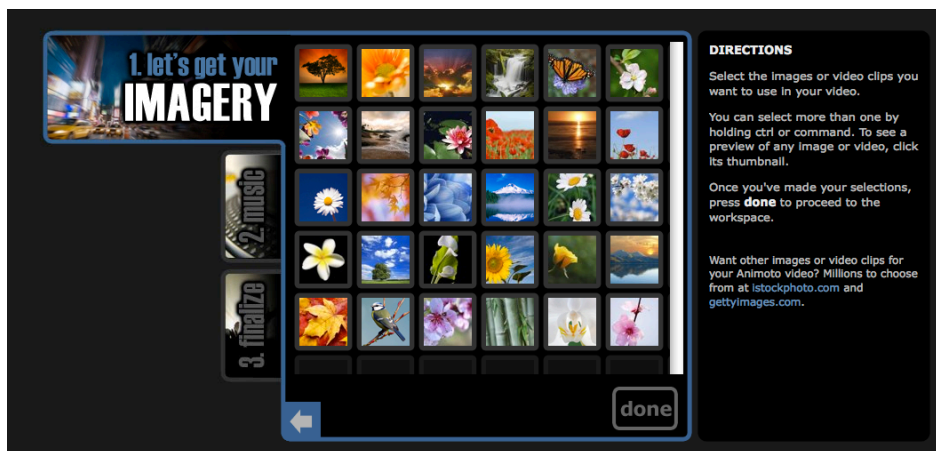 1. let's get your
IMAGERY
2. music
3. finalize
done
DIRECTIONS
Select the images or video clips you
want to use in your video.
You can select more than one by
holding ctrl or command. To see a
preview of any image or video, click
its thumbnail.
Once you've made your selections,
press done to proceed to the
workspace.
Want other images or video clips for
your Animoto video? Millions to choose
from at istockphoto.com and
gettyimages.com.